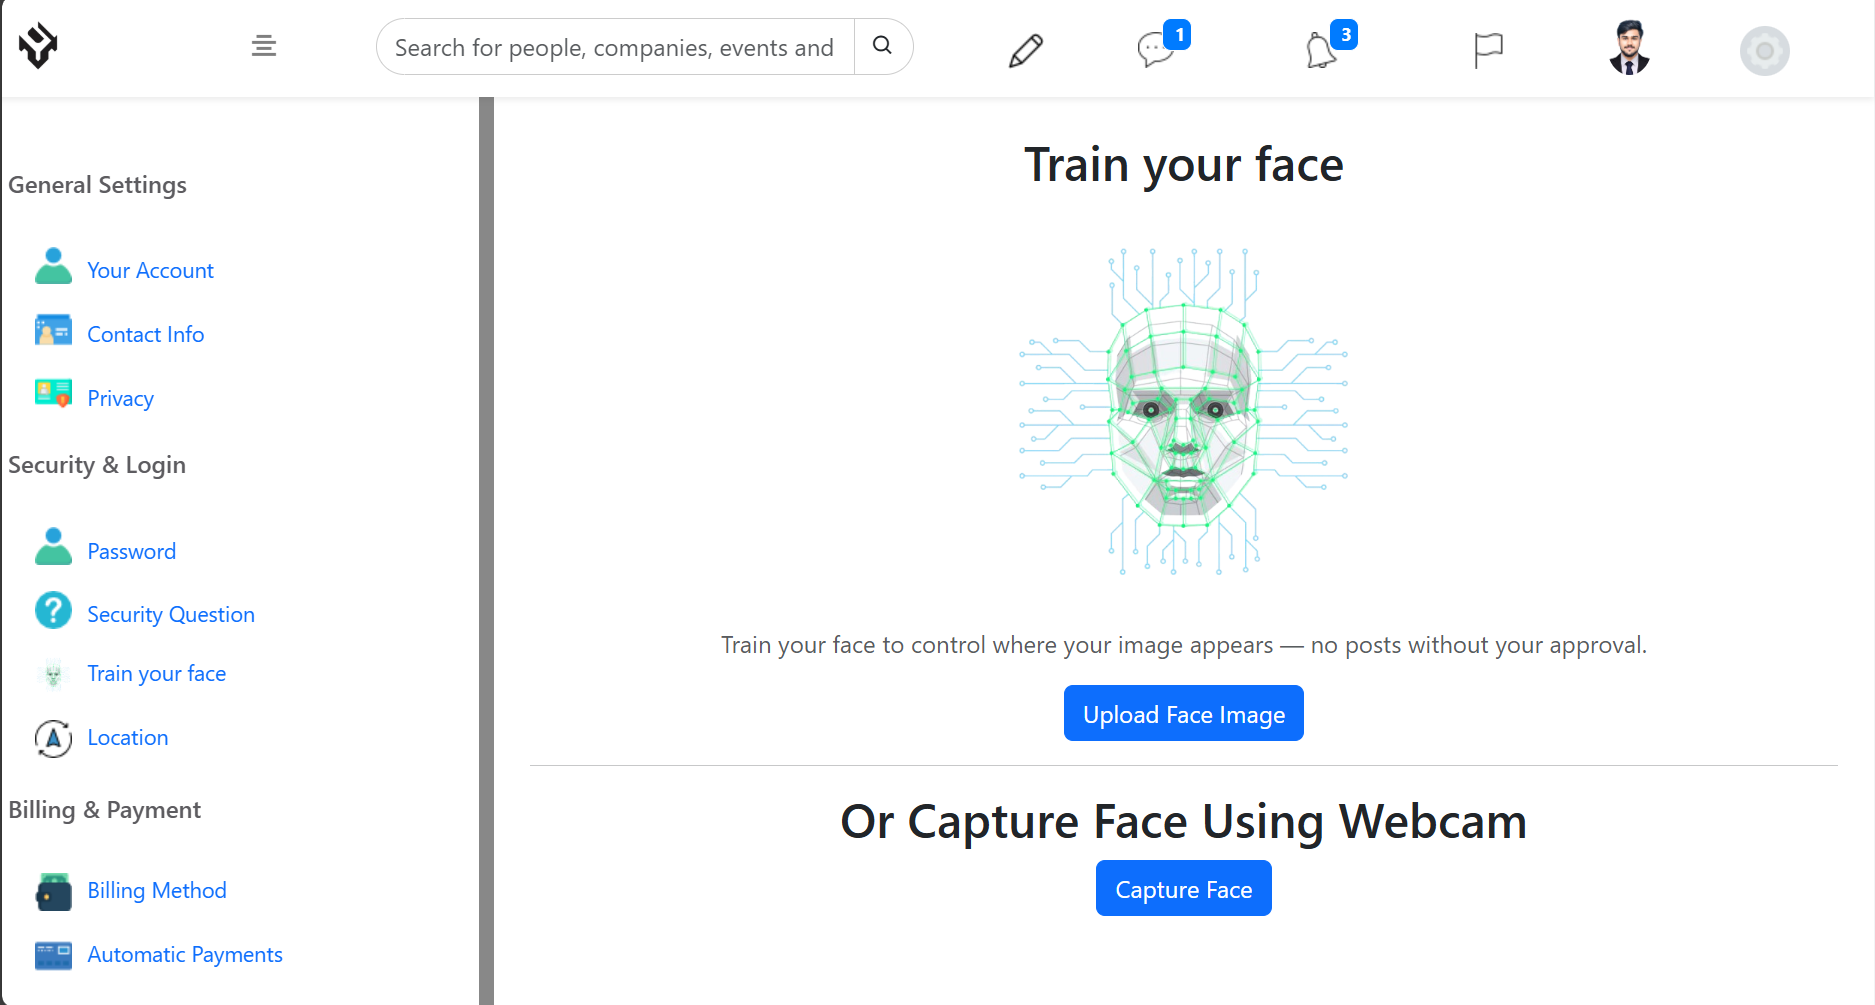 Search for people, companies, events and
1
3
General Settings
Your Account
Contact Info
Privacy
Security & Login
Password
Security Question
Train your face
Location
Billing & Payment
Billing Method
Automatic Payments
Train your face
Train your face to control where your image appears — no posts without your approval.
Upload Face Image
Or Capture Face Using Webcam
Capture Face